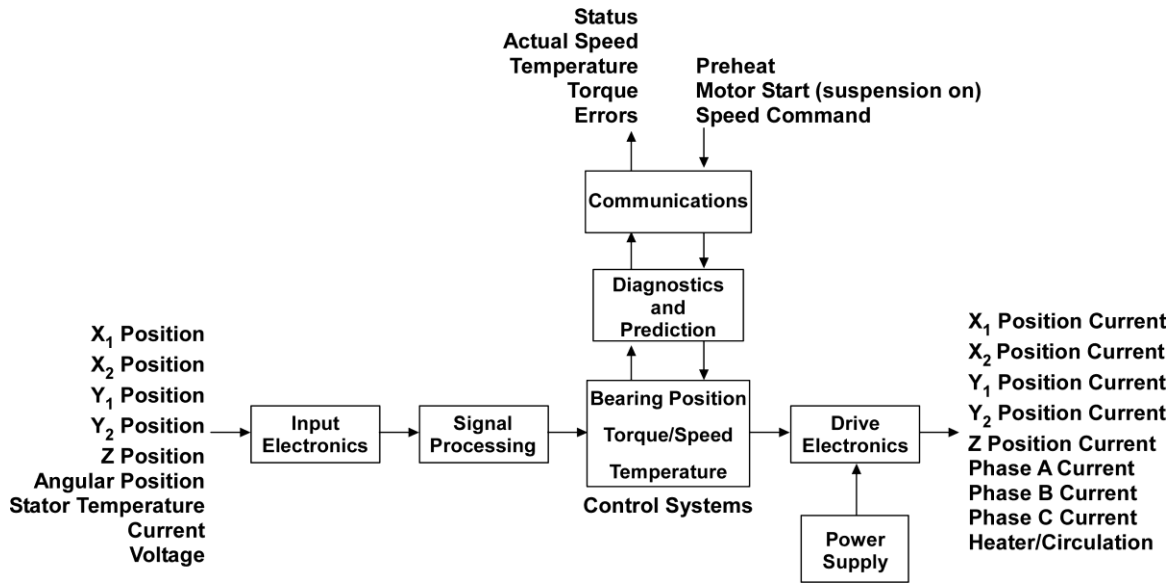 Status
Actual Speed
Temperature
Torque
Errors
Preheat
Motor Start (suspension on)
Speed Command
Communications
Diagnostics
and
Prediction
X₁ Position
X₂ Position
Y₁ Position
Y₂ Position
Z Position
Angular Position
Stator Temperature
Current
Voltage
Input
Electronics
Signal
Processing
Bearing Position
Torque/Speed
Temperature
Control Systems
Drive
Electronics
Power
Supply
X₁ Position Current
X₂ Position Current
Y₁ Position Current
Y₂ Position Current
Z Position Current
Phase A Current
Phase B Current
Phase C Current
Heater/Circulation